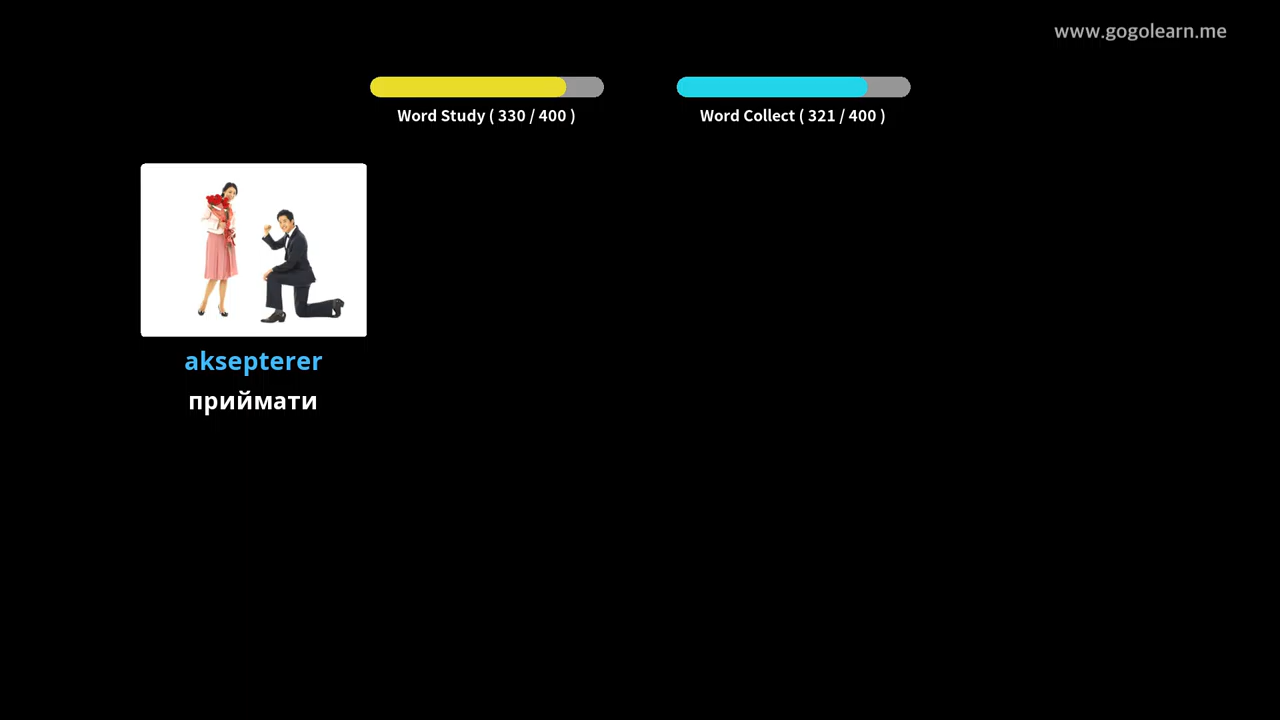 www.gogolearn.me
Word Study ( 330 / 400 )
Word Collect ( 321 / 400 )
aksepterer
приймати